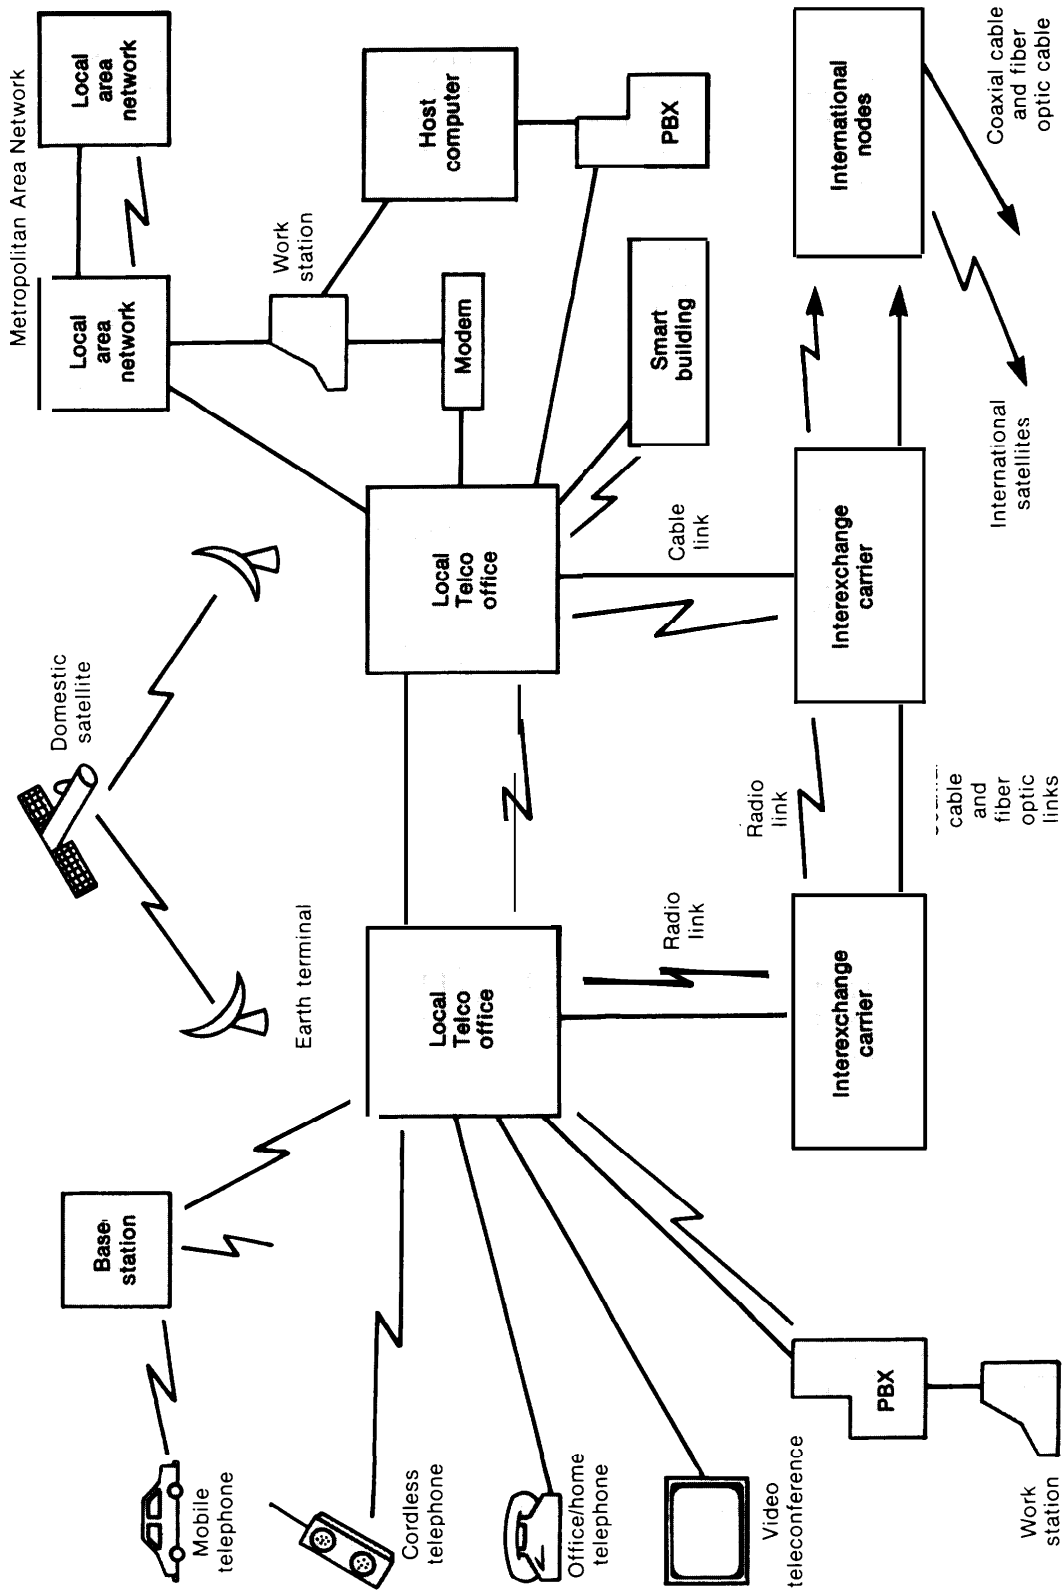 Metropolitan Area Network
Local
area
network
Local
area
network
Domestic
satellite
Work
station
Host
computer
Base
station
Mobile
telephone
Earth terminal
Modem
PBX
Cordless
telephone
Local
Telco
office
Local
Telco
office
Office/home
telephone
Smart
building
Video
teleconference
Radio
link
Cable
link
Radio
link
PBX
Interexchange
carrier
Interexchange
carrier
International
nodes
cable
and
fiber
optic
links
Work
station
International
satellites
Coaxial cable
and fiber
optic cable